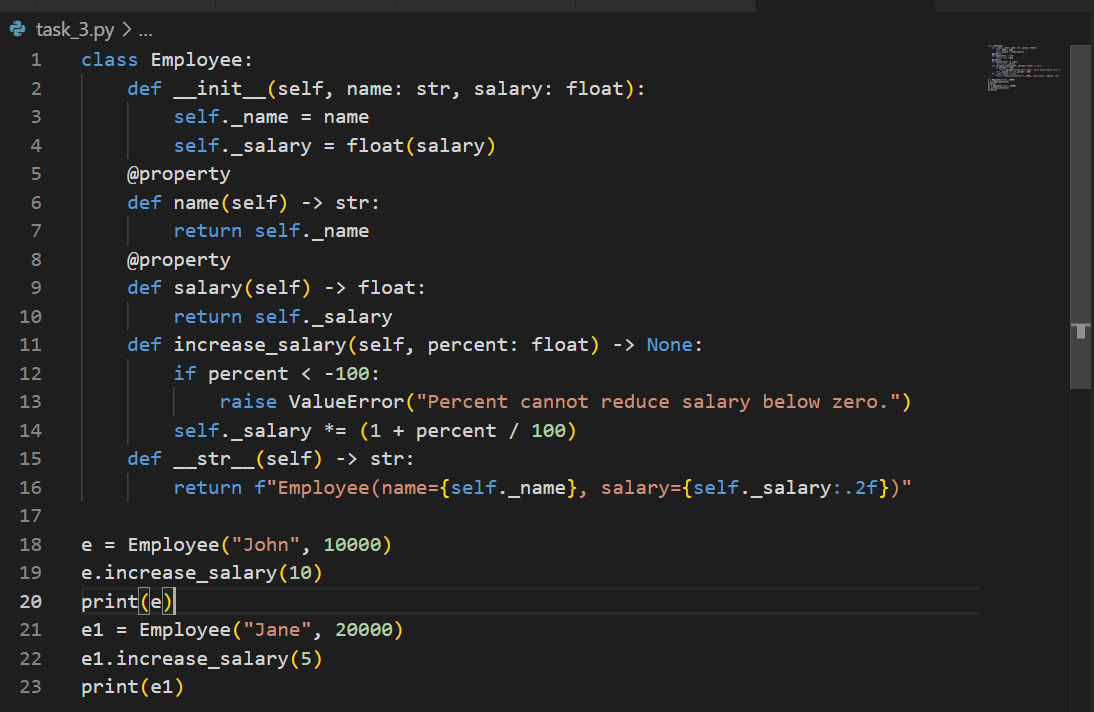 task_3.py > ...
1 class Employee:
2     def __init__(self, name: str, salary: float):
3         self._name = name
4         self._salary = float(salary)
5     @property
6     def name(self) -> str:
7         return self._name
8     @property
9     def salary(self) -> float:
10         return self._salary
11     def increase_salary(self, percent: float) -> None:
12         if percent < -100:
13             raise ValueError("Percent cannot reduce salary below zero.")
14         self._salary *= (1 + percent / 100)
15     def __str__(self) -> str:
16         return f"Employee(name={self._name}, salary={self._salary:.2f})"
17
18 e = Employee("John", 10000)
19 e.increase_salary(10)
20 print(e)
21 e1 = Employee("Jane", 20000)
22 e1.increase_salary(5)
23 print(e1)